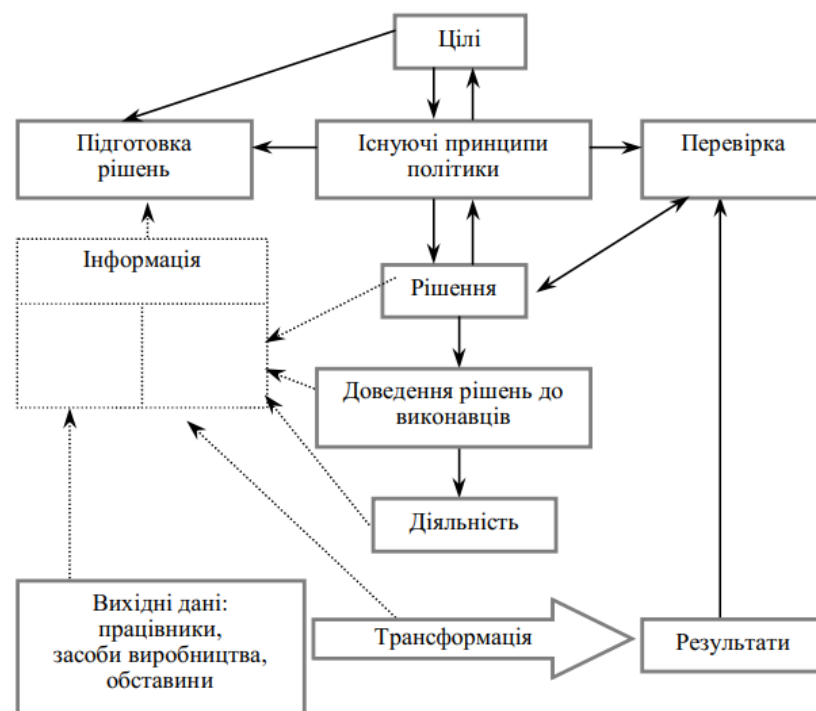 Цілі
Підготовка
рішень
Існуючі принципи
політики
Перевірка
Інформація
Рішення
Доведення рішень до
виконавців
Діяльність
Вихідні дані:
працівники,
засоби виробництва,
обставини
Трансформація
Результати